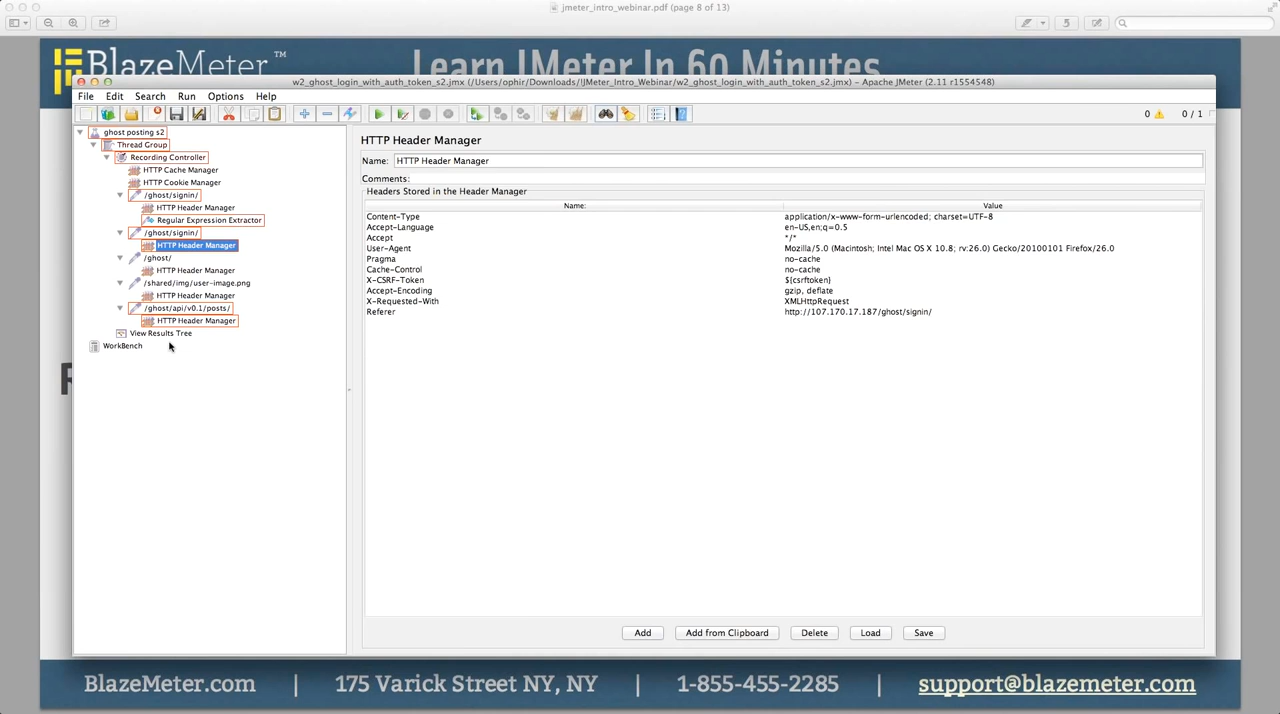 jmeter_intro_webinar.pdf (page 8 of 13)
BlazeMeter™
Learn JMeter In 60 Minutes
w2_ghost_login_with_auth_token_s2.jmx (/Users/ophir/Downloads/!JMeter_Intro_Webinar/w2_ghost_login_with_auth_token_s2.jmx) - Apache JMeter (2.11 r1554548)
File Edit Search Run Options Help
0 0 / 1
ghost posting s2
Thread Group
Recording Controller
HTTP Cache Manager
HTTP Cookie Manager
/ghost/signin/
HTTP Header Manager
Regular Expression Extractor
/ghost/signin/
HTTP Header Manager
/ghost/
HTTP Header Manager
/shared/img/user-image.png
HTTP Header Manager
/ghost/api/v0.1/posts/
HTTP Header Manager
View Results Tree
WorkBench
HTTP Header Manager
Name: HTTP Header Manager
Comments:
Headers Stored in the Header Manager
Name: Value
Content-Type application/x-www-form-urlencoded; charset=UTF-8
Accept-Language en-US,en;q=0.5
Accept */*
User-Agent Mozilla/5.0 (Macintosh; Intel Mac OS X 10.8; rv:26.0) Gecko/20100101 Firefox/26.0
Pragma no-cache
Cache-Control no-cache
X-CSRF-Token ${csrftoken}
Accept-Encoding gzip, deflate
X-Requested-With XMLHttpRequest
Referer http://107.170.17.187/ghost/signin/
Add Add from Clipboard Delete Load Save
BlazeMeter.com | 175 Varick Street NY, NY | 1-855-455-2285 | support@blazemeter.com